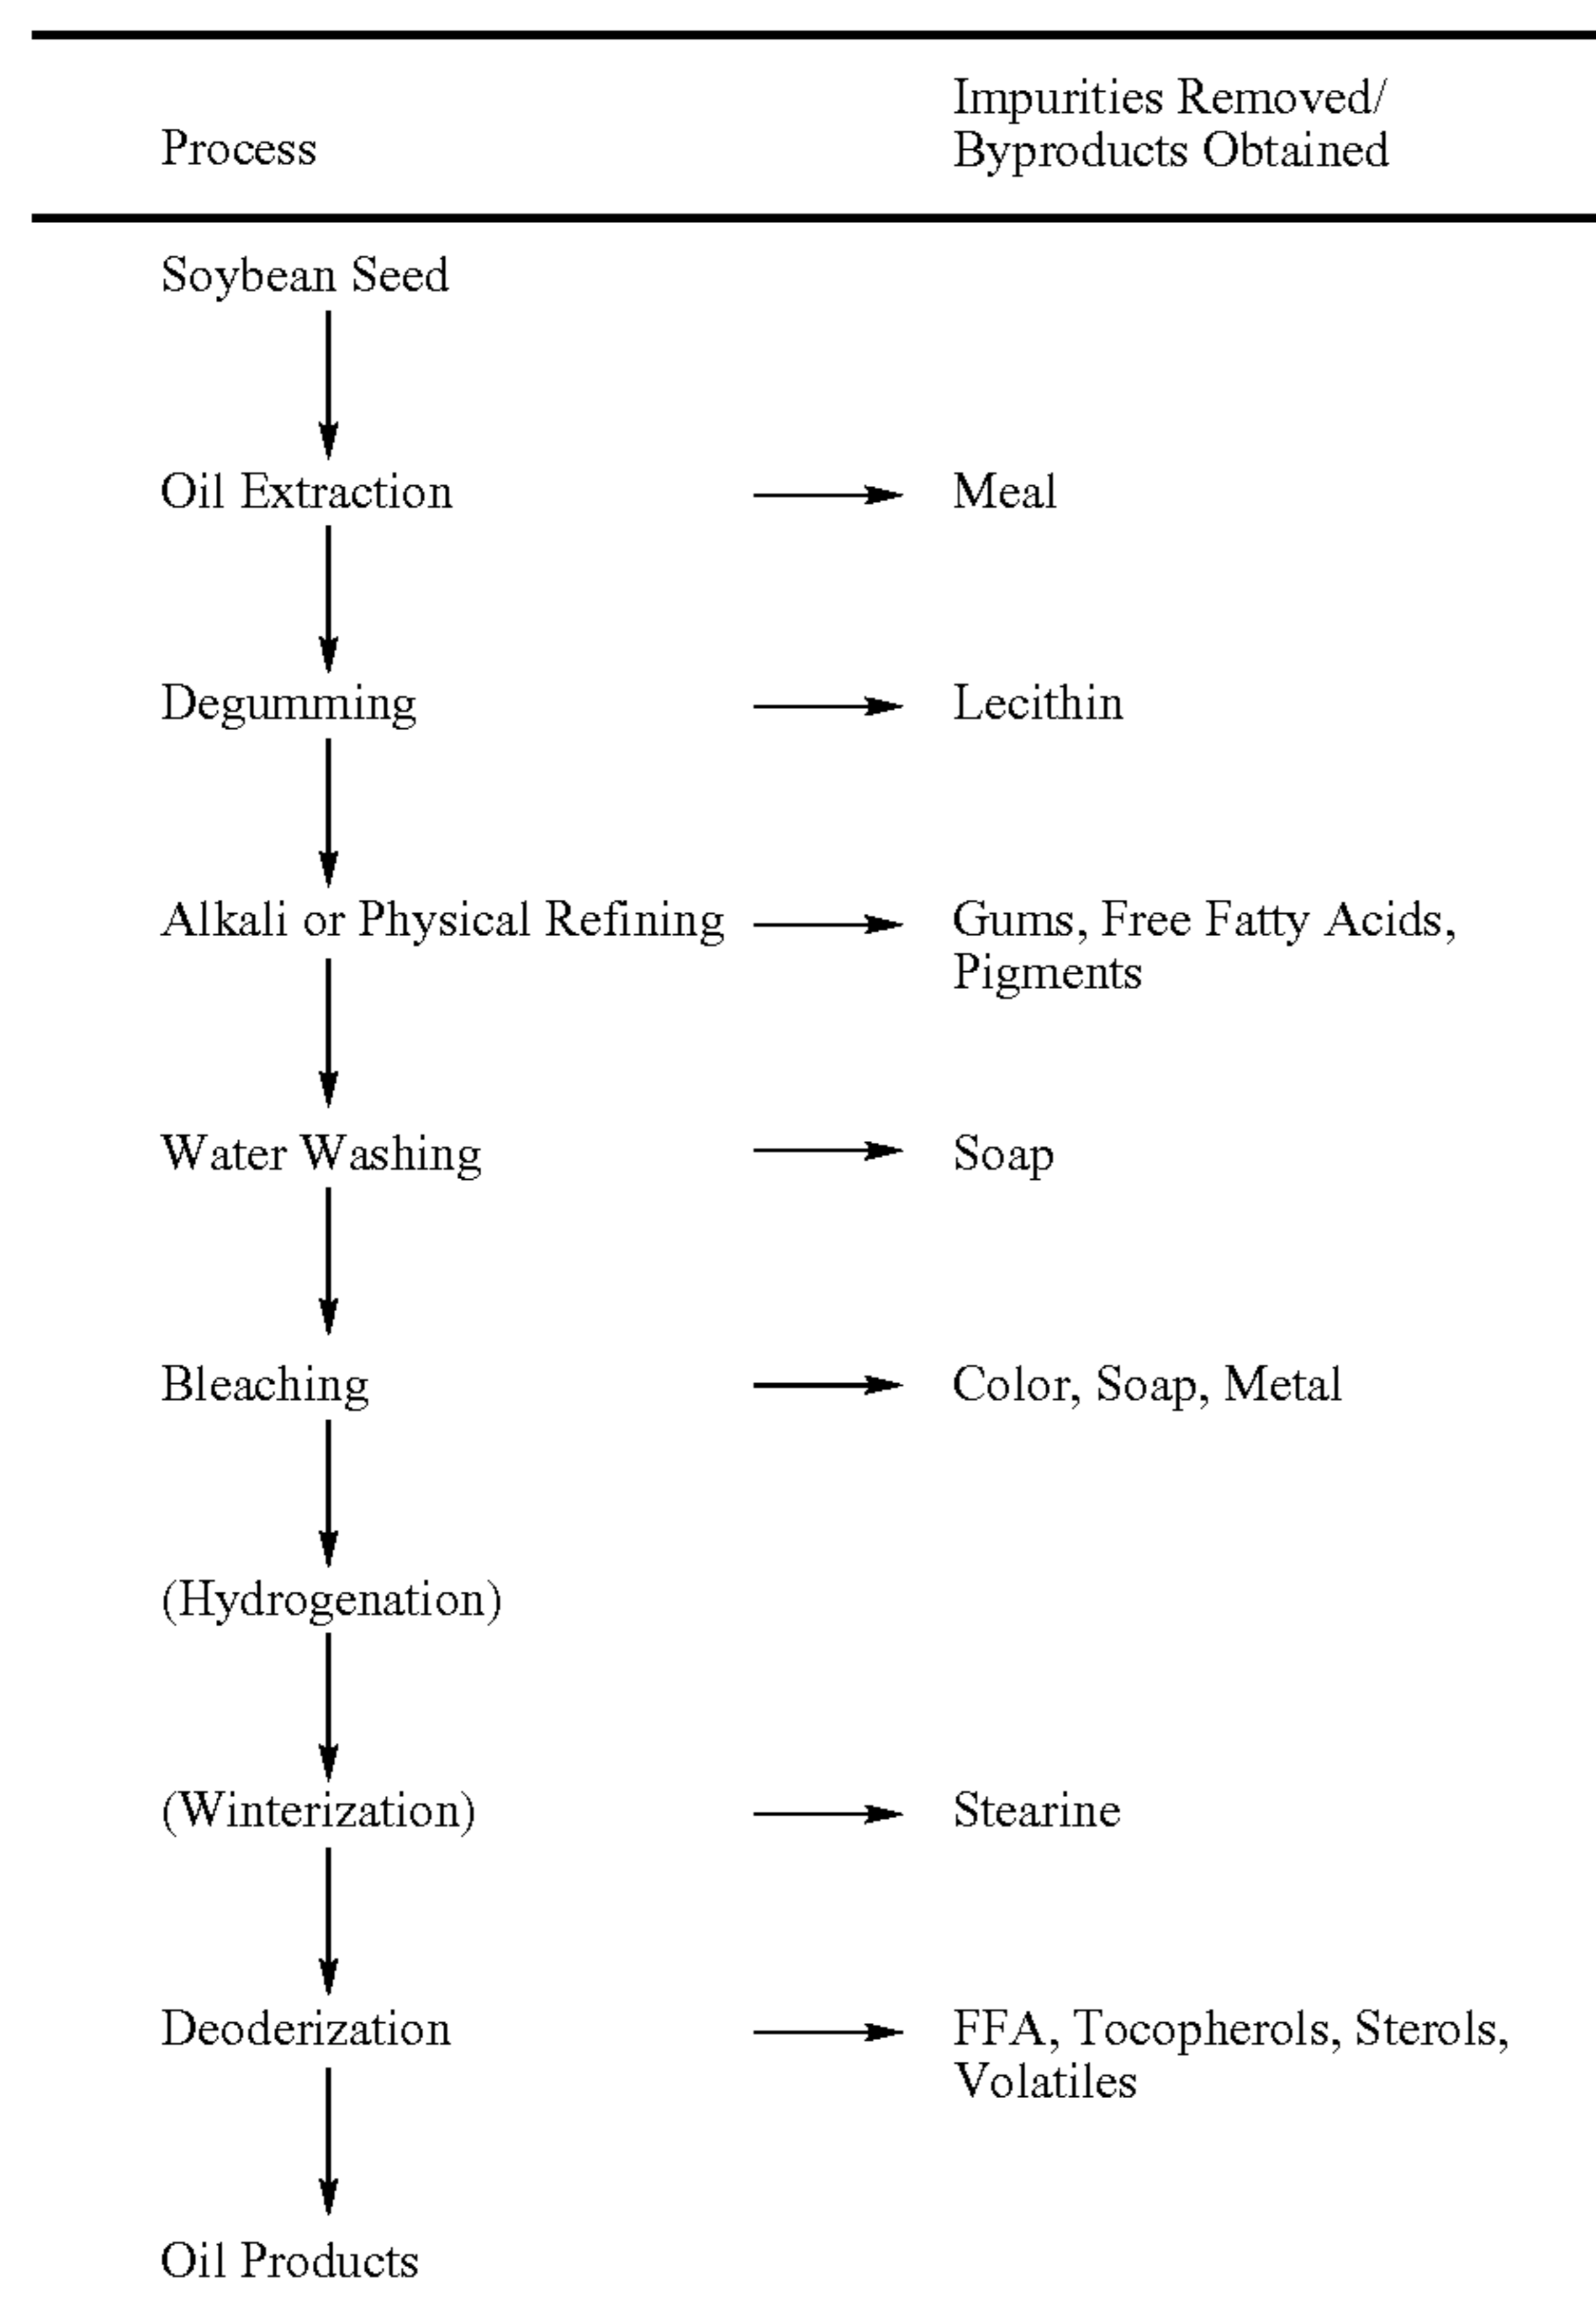 Process
Impurities Removed/
Byproducts Obtained
Soybean Seed
Oil Extraction
Meal
Degumming
Lecithin
Alkali or Physical Refining
Gums, Free Fatty Acids,
Pigments
Water Washing
Soap
Bleaching
Color, Soap, Metal
(Hydrogenation)
(Winterization)
Stearine
Deoderization
FFA, Tocopherols, Sterols,
Volatiles
Oil Products